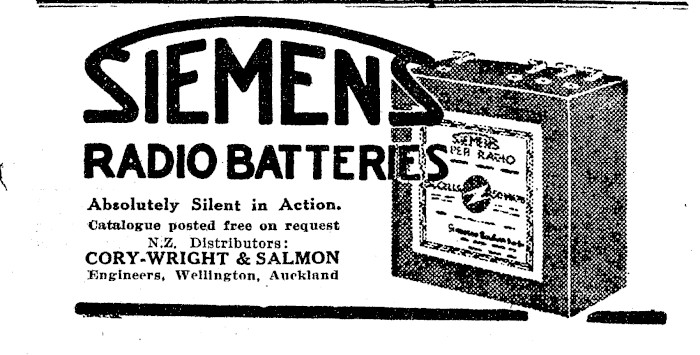 SIEMENS
RADIO BATTERIES
Absolutely Silent in Action.
Catalogue posted free on request
N.Z. Distributors:
CORY-WRIGHT & SALMON
Engineers, Wellington, Auckland
SIEMENS
RADIO
CELLS